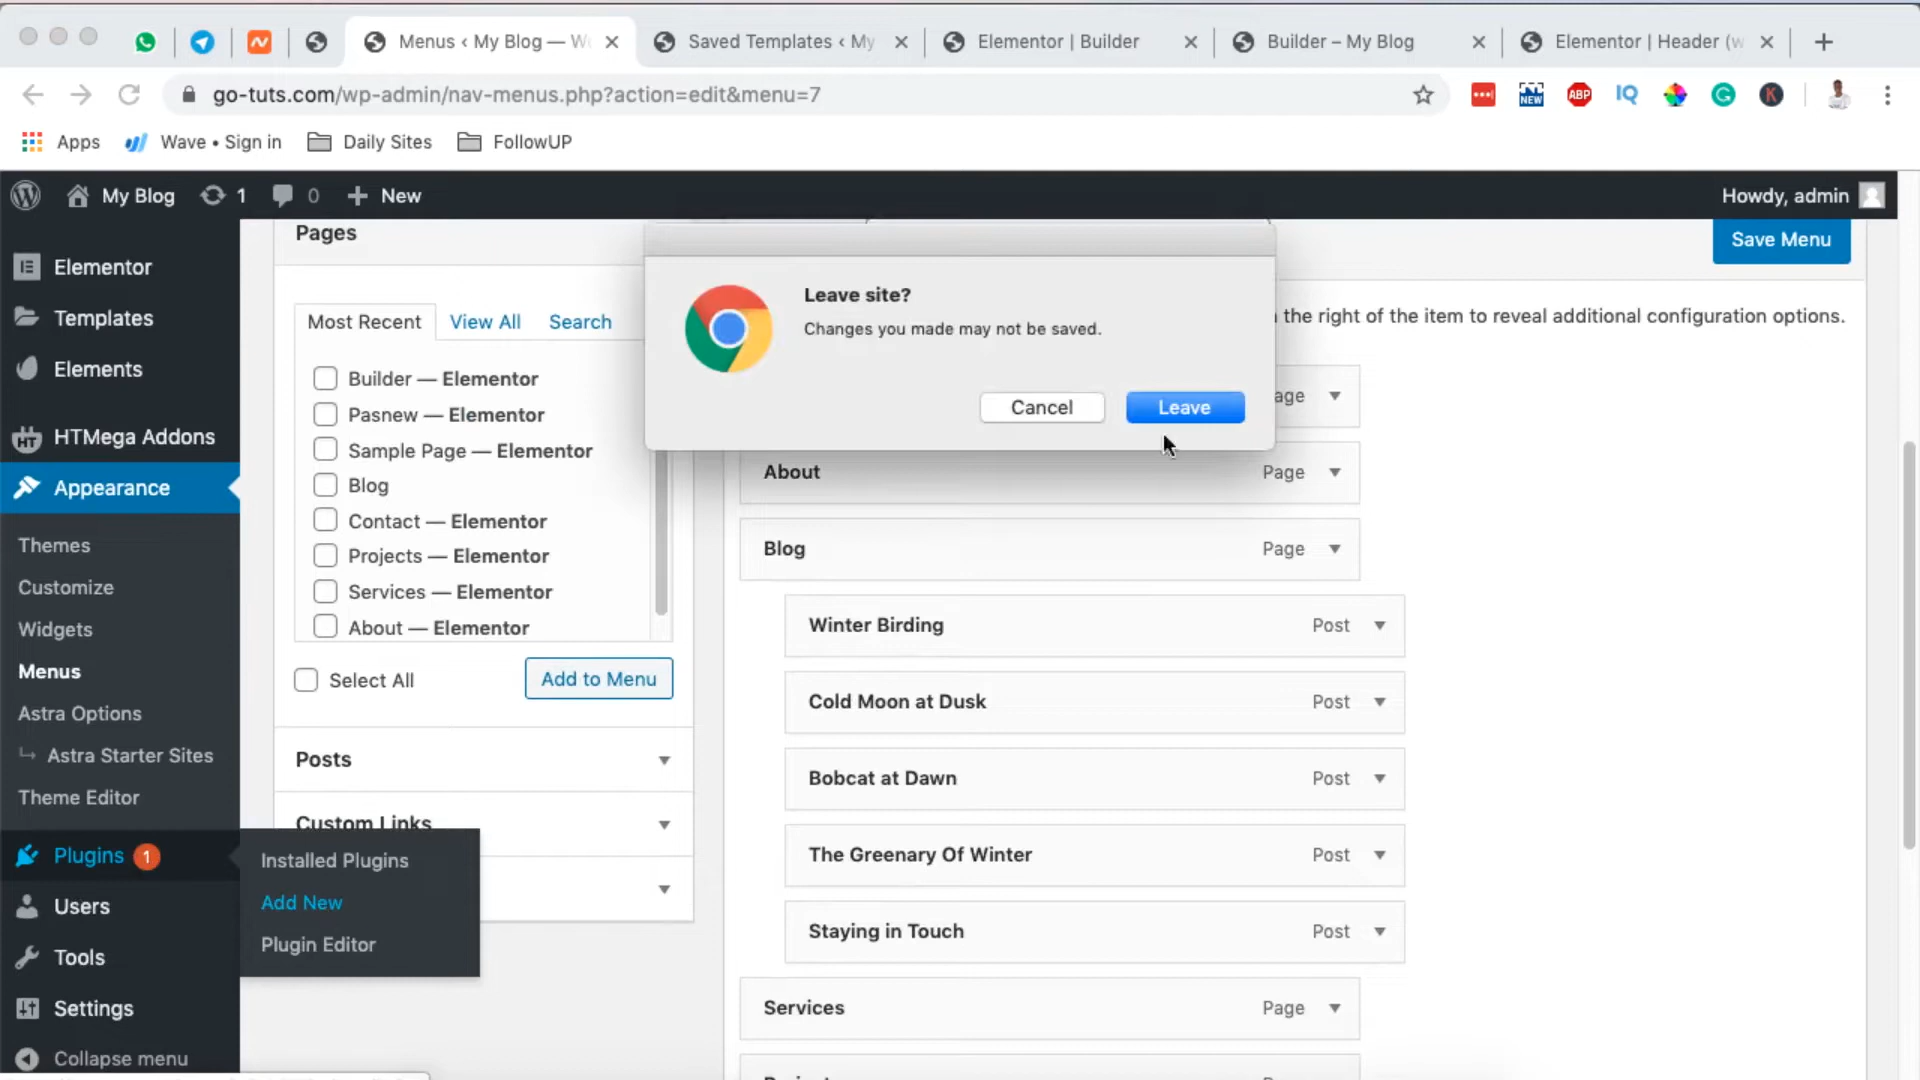 Menus ‹ My Blog — W
Saved Templates ‹ My
Elementor | Builder
Builder – My Blog
Elementor | Header (w
go-tuts.com/wp-admin/nav-menus.php?action=edit&menu=7
NEW
ABP
IQ
K
Apps
Wave • Sign in
Daily Sites
FollowUP
My Blog
1
0
New
Howdy, admin
Elementor
Templates
Elements
HTMega Addons
Appearance
Themes
Customize
Widgets
Menus
Astra Options
Astra Starter Sites
Theme Editor
Plugins 1
Users
Tools
Settings
Collapse menu
Installed Plugins
Add New
Plugin Editor
Pages
Most Recent
View All
Search
Builder — Elementor
Pasnew — Elementor
Sample Page — Elementor
Blog
Contact — Elementor
Projects — Elementor
Services — Elementor
About — Elementor
Select All
Add to Menu
Posts
Custom Links
Leave site?
Changes you made may not be saved.
Cancel
Leave
Save Menu
the right of the item to reveal additional configuration options.
age
About Page
Blog Page
Winter Birding Post
Cold Moon at Dusk Post
Bobcat at Dawn Post
The Greenary Of Winter Post
Staying in Touch Post
Services Page